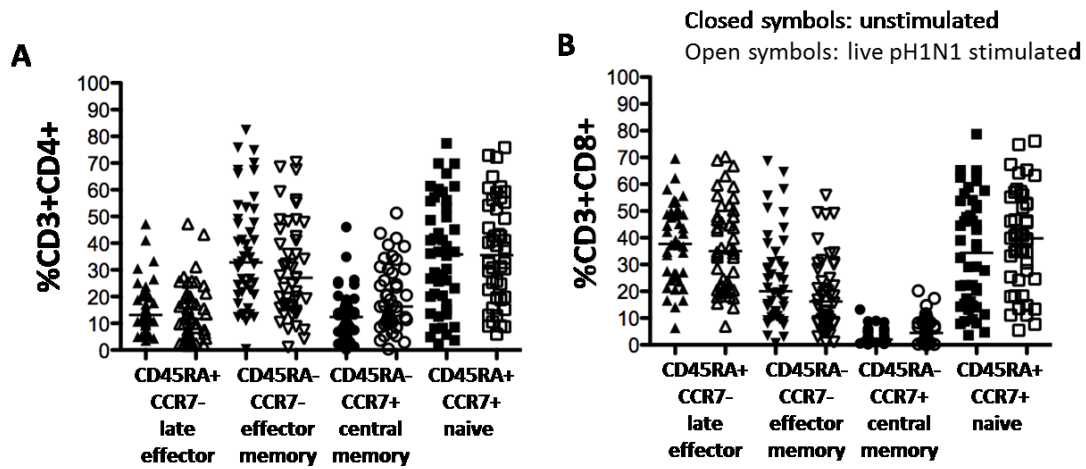 Closed symbols: unstimulated
Open symbols: live pH1N1 stimulated
A
%CD3+CD4+
100
90
80
70
60
50
40
30
20
10
0
CD45RA+ CD45RA- CD45RA- CD45RA+
CCR7- CCR7- CCR7+ CCR7+
late effector central naive
effector memory memory
B
%CD3+CD8+
100
90
80
70
60
50
40
30
20
10
0
CD45RA+ CD45RA- CD45RA- CD45RA+
CCR7- CCR7- CCR7+ CCR7+
late effector central naive
effector memory memory